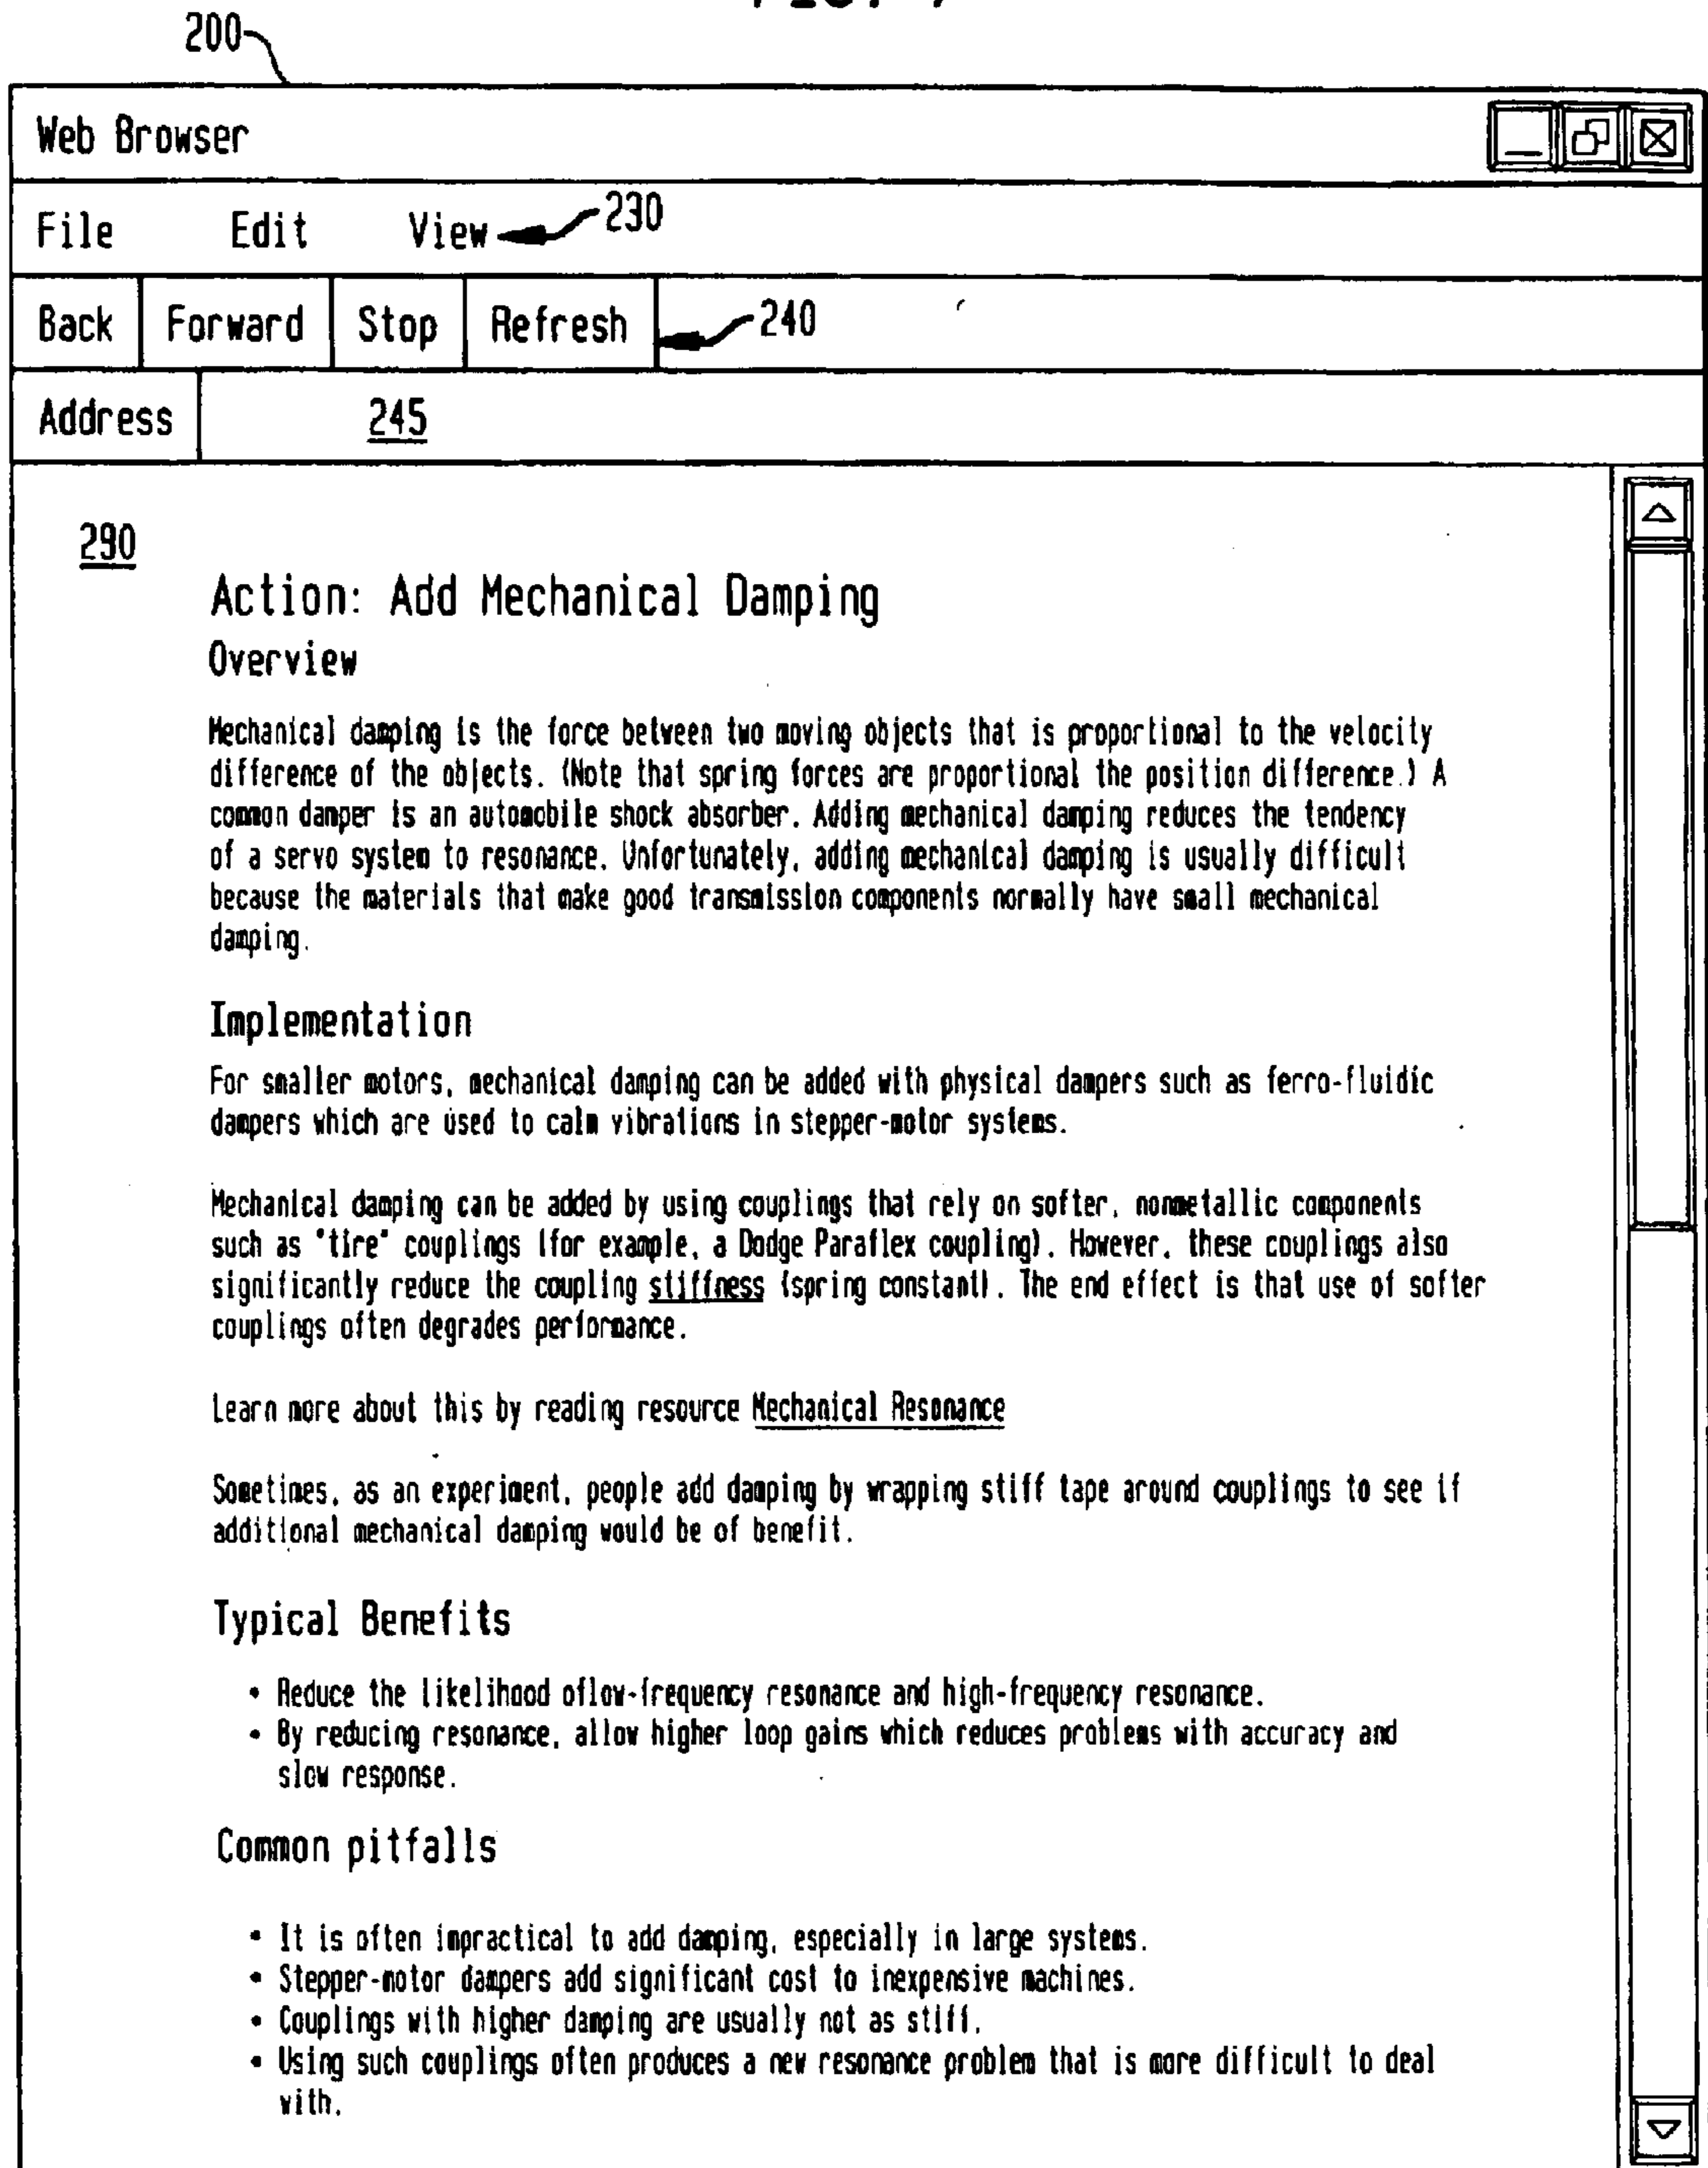 200
Web Browser
File Edit View 230
Back Forward Stop Refresh 240
Address 245
290
Action: Add Mechanical Damping
Overview
Mechanical damping is the force between two moving objects that is proportional to the velocity
difference of the objects. (Note that spring forces are proportional the position difference.) A
common damper is an automobile shock absorber. Adding mechanical damping reduces the tendency
of a servo system to resonance. Unfortunately, adding mechanical damping is usually difficult
because the materials that make good transmission components normally have small mechanical
damping.
Implementation
For smaller motors, mechanical damping can be added with physical dampers such as ferro-fluidic
dampers which are used to calm vibrations in stepper-motor systems.
Mechanical damping can be added by using couplings that rely on softer, nonmetallic components
such as "tire" couplings (for example, a Dodge Paraflex coupling). However, these couplings also
significantly reduce the coupling stiffness (spring constant). The end effect is that use of softer
couplings often degrades performance.
Learn more about this by reading resource Mechanical Resonance
Sometimes, as an experiment, people add damping by wrapping stiff tape around couplings to see if
additional mechanical damping would be of benefit.
Typical Benefits
• Reduce the likelihood oflow-frequency resonance and high-frequency resonance.
• By reducing resonance, allow higher loop gains which reduces problems with accuracy and
slow response.
Common pitfalls
• It is often impractical to add damping, especially in large systems.
• Stepper-motor dampers add significant cost to inexpensive machines.
• Couplings with higher damping are usually not as stiff.
• Using such couplings often produces a new resonance problem that is more difficult to deal
with.